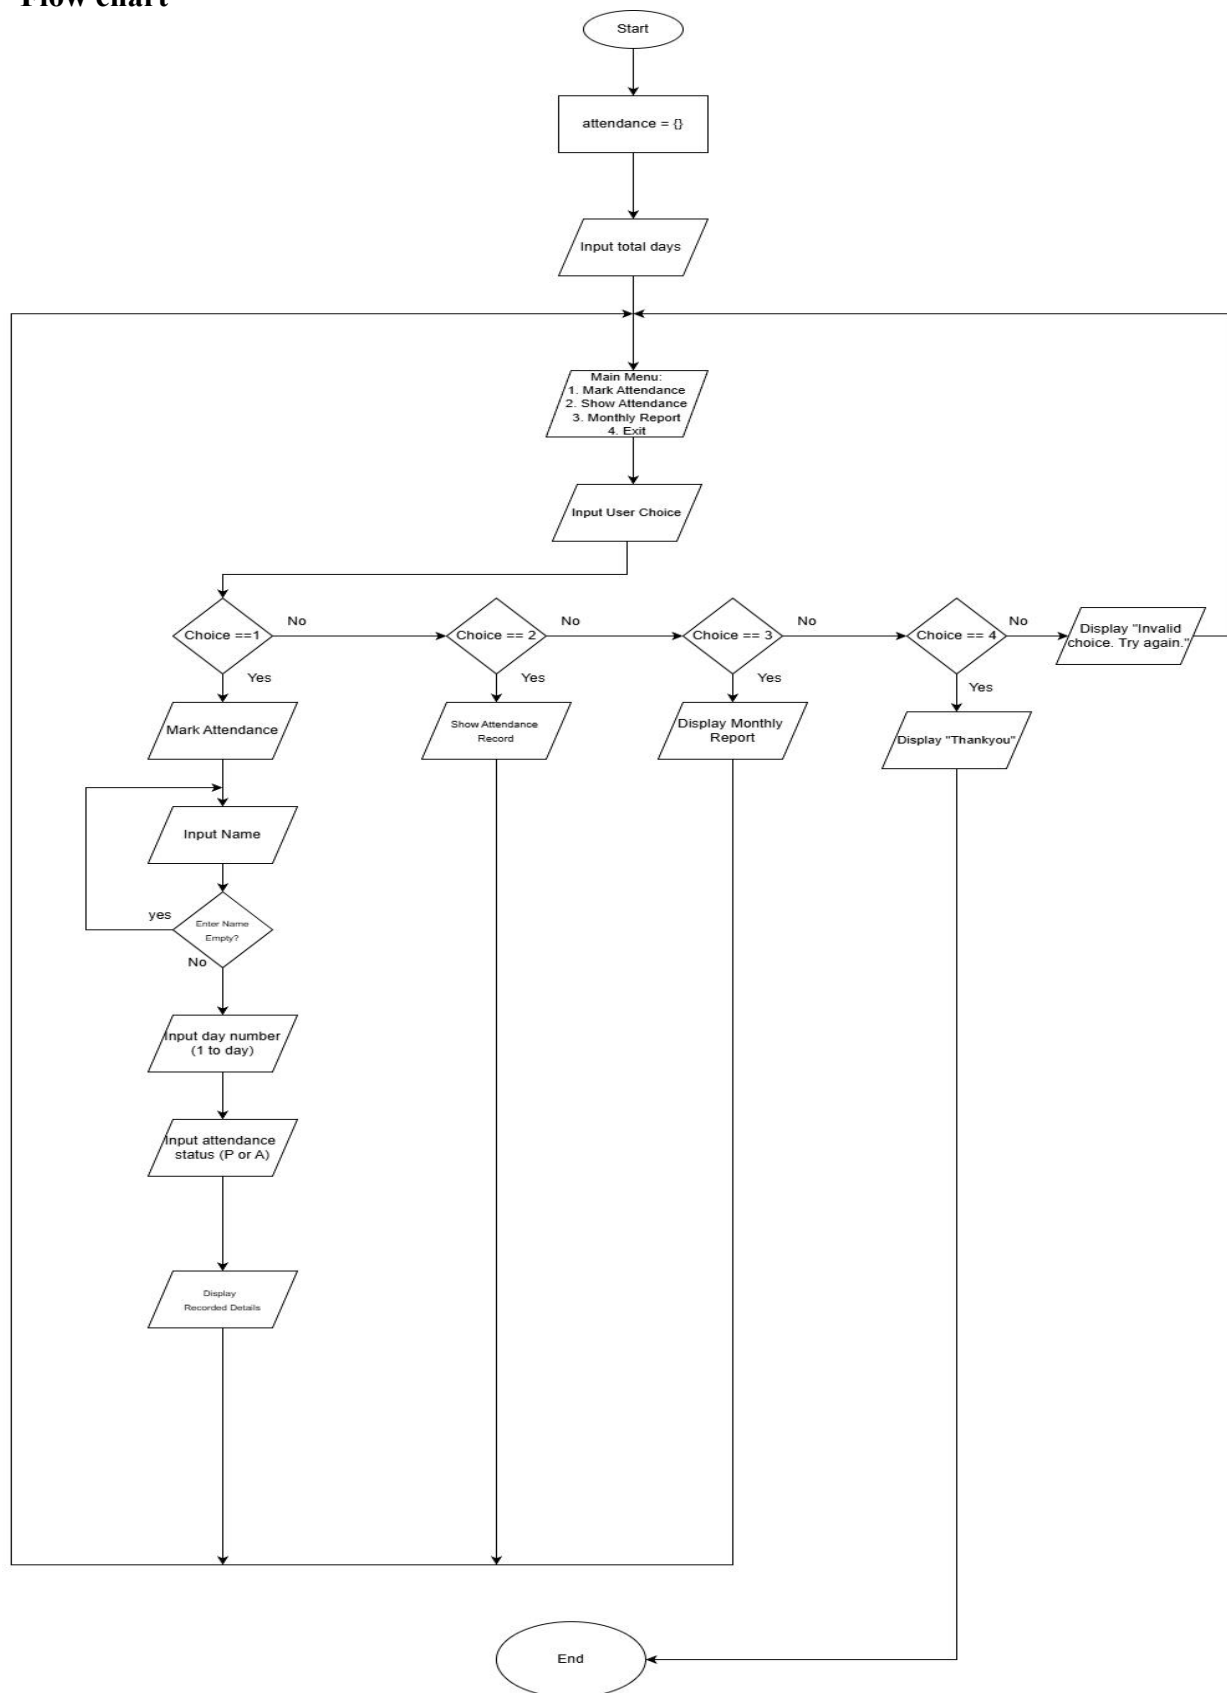 Flow chart
Start
attendance = {}
Input total days
Main Menu:
1. Mark Attendance
2. Show Attendance
3. Monthly Report
4. Exit
Input User Choice
Choice ==1
No
Choice == 2
No
Choice == 3
No
Choice == 4
No
Display "Invalid
choice. Try again."
Yes
Yes
Yes
Yes
Mark Attendance
Show Attendance
Record
Display Monthly
Report
Display "Thankyou"
Input Name
yes
Enter Name
Empty?
No
Input day number
(1 to day)
Input attendance
status (P or A)
Display
Recorded Details
End